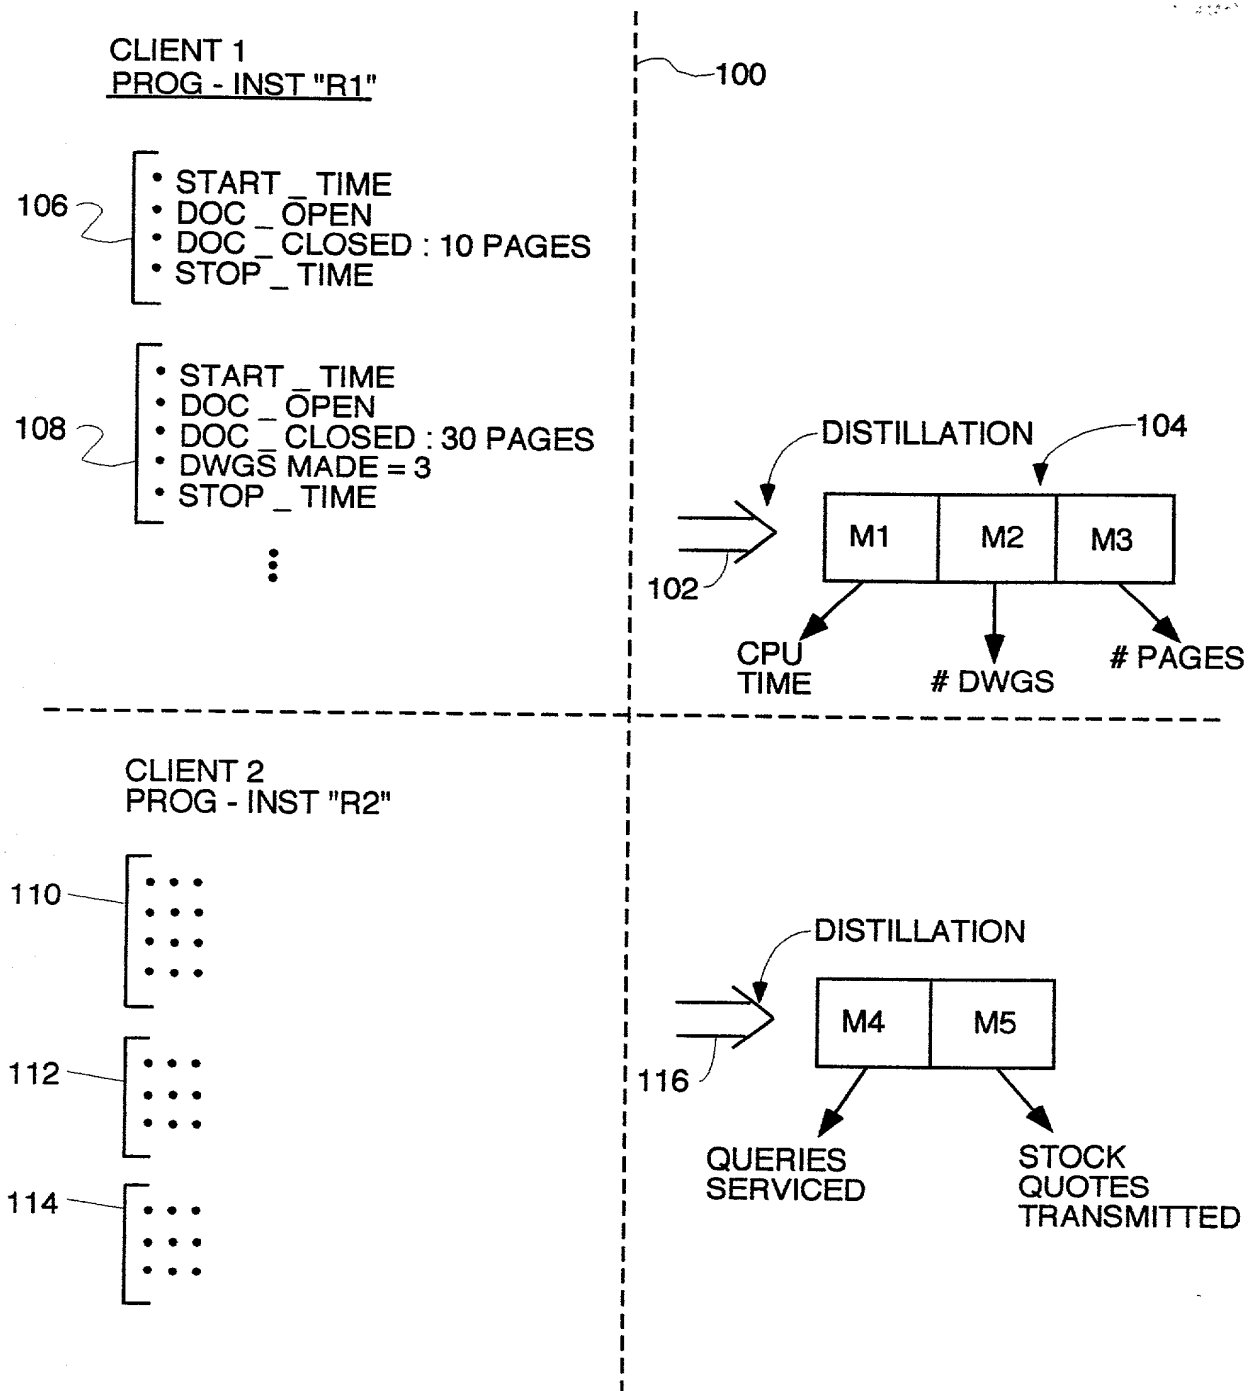 CLIENT 1
PROG - INST "R1"
100
106
• START _ TIME
• DOC _ OPEN
• DOC _ CLOSED : 10 PAGES
• STOP _ TIME
108
• START _ TIME
• DOC _ OPEN
• DOC _ CLOSED : 30 PAGES
• DWGS MADE = 3
• STOP _ TIME
DISTILLATION
104
102
M1
M2
M3
CPU
TIME
# DWGS
# PAGES
CLIENT 2
PROG - INST "R2"
110
112
114
DISTILLATION
116
M4
M5
QUERIES
SERVICED
STOCK
QUOTES
TRANSMITTED